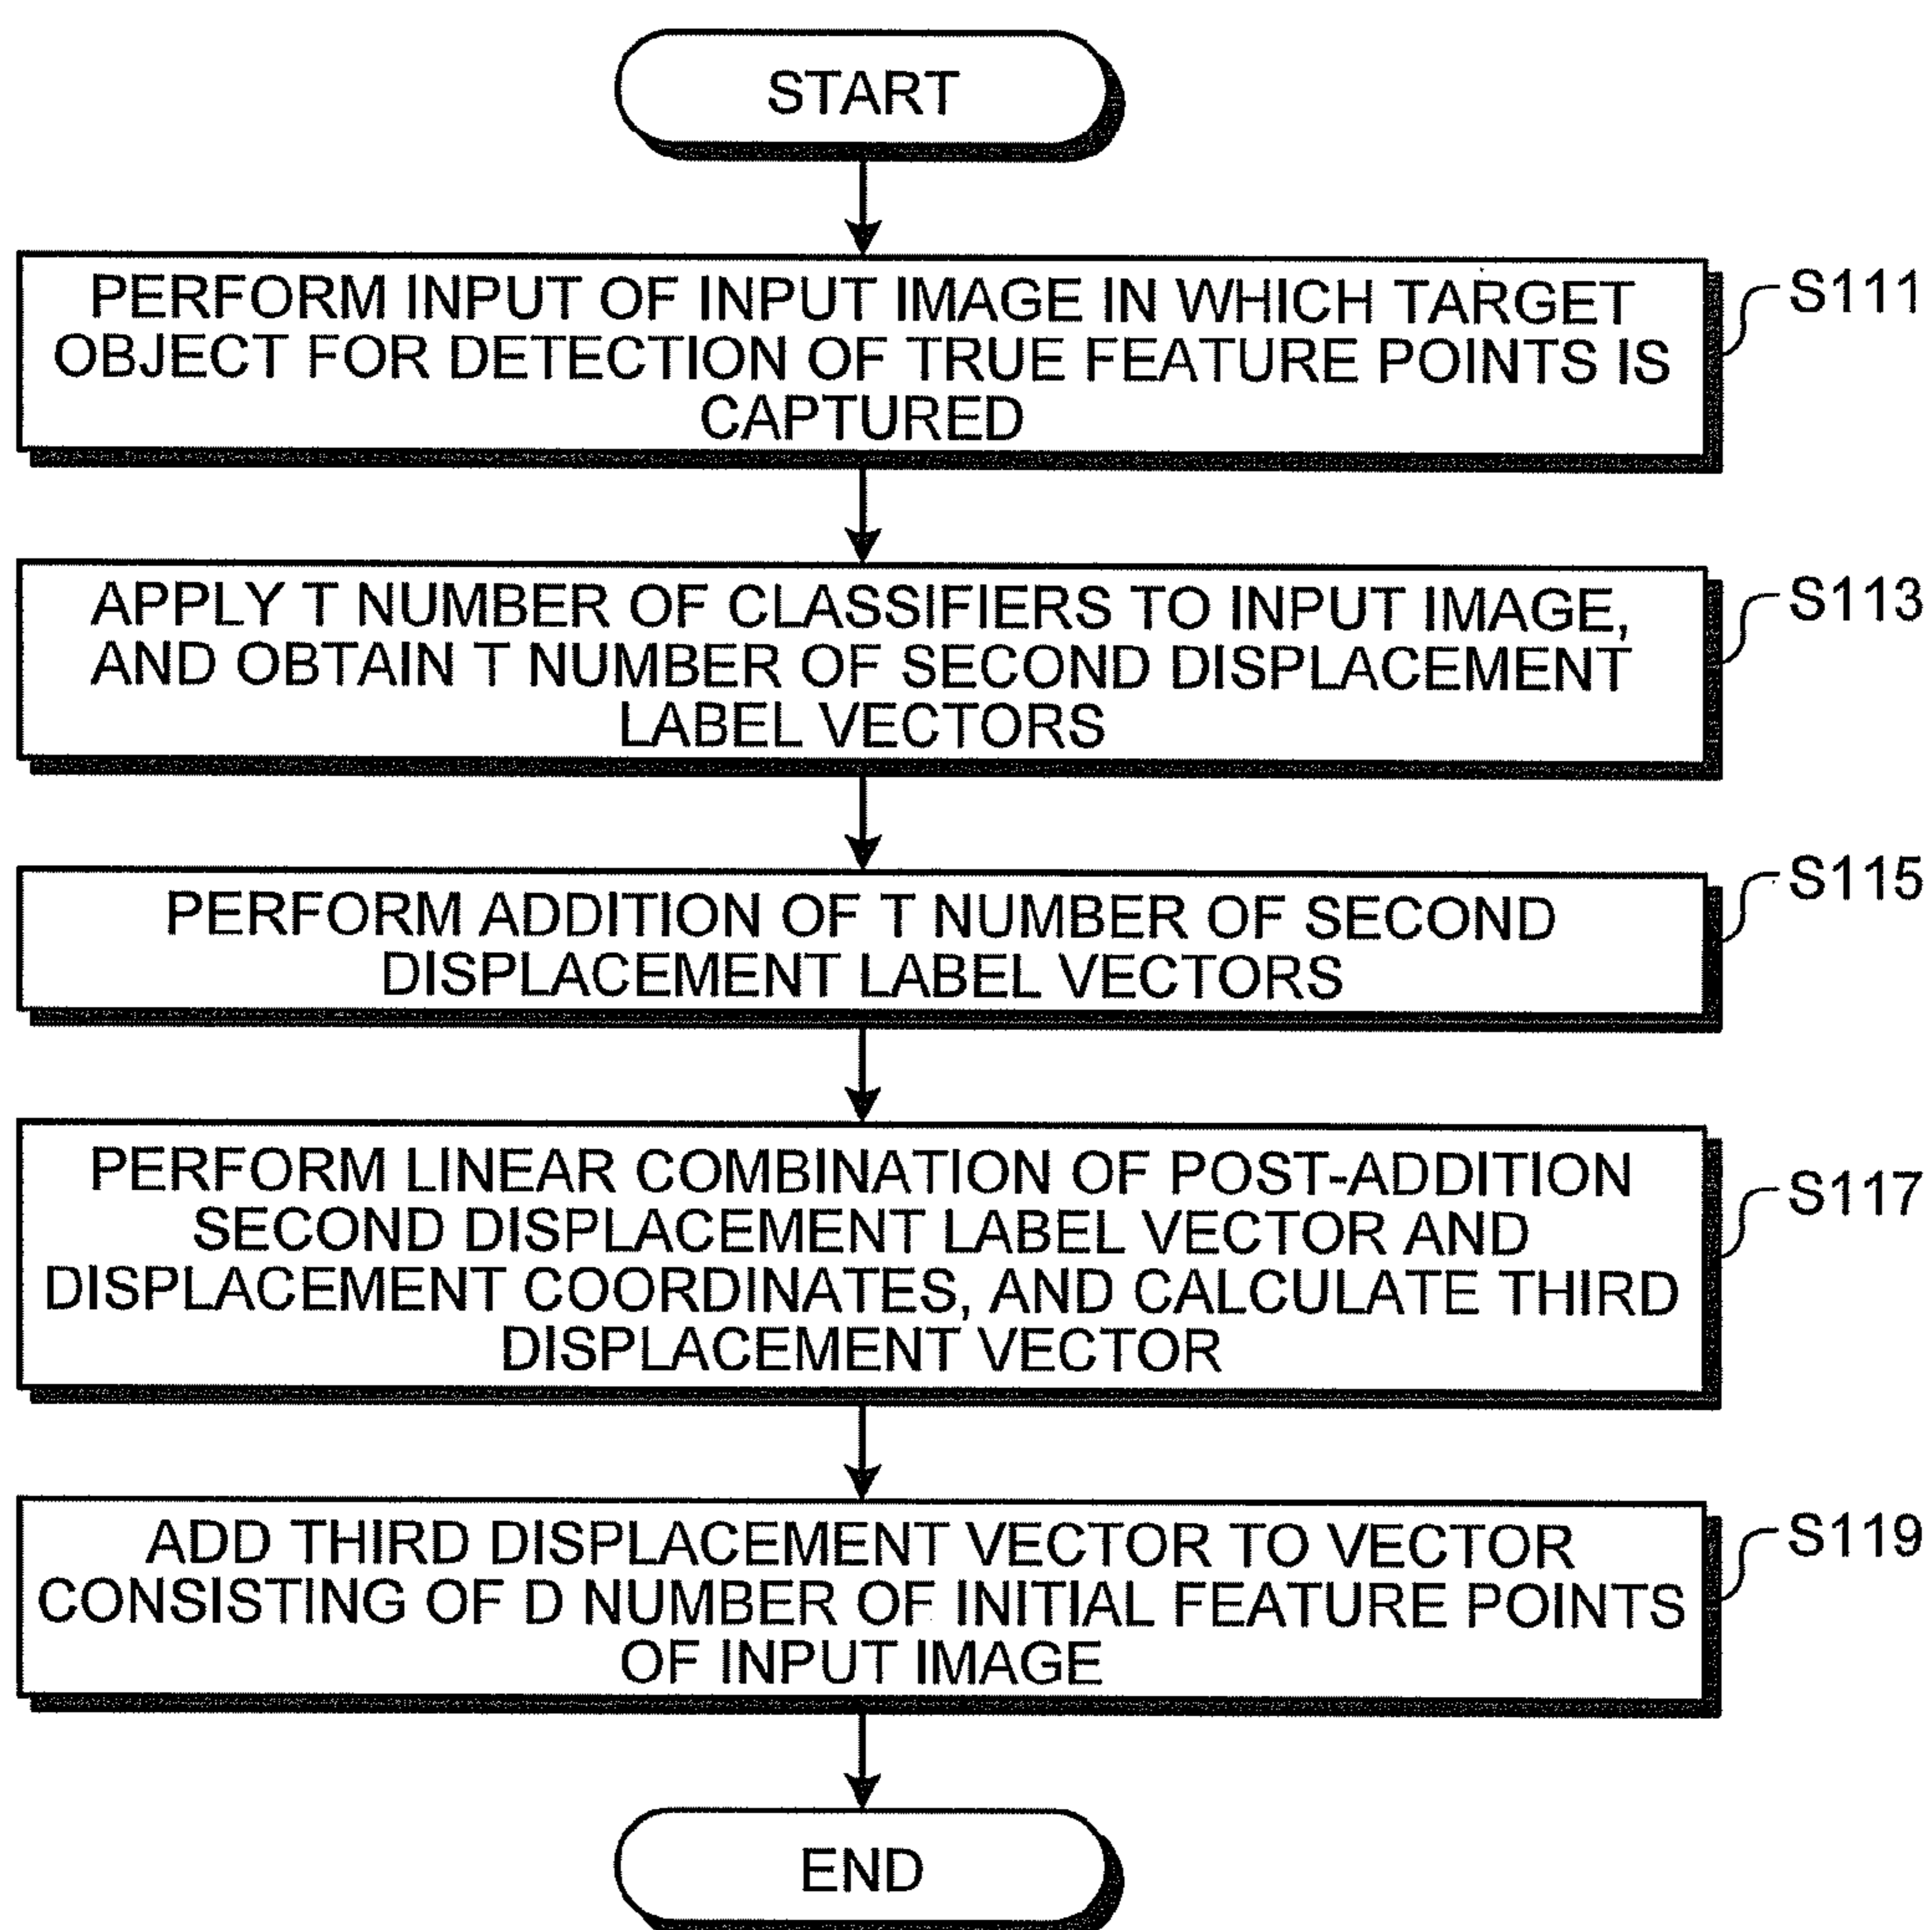 START
PERFORM INPUT OF INPUT IMAGE IN WHICH TARGET
OBJECT FOR DETECTION OF TRUE FEATURE POINTS IS
CAPTURED
S111
APPLY T NUMBER OF CLASSIFIERS TO INPUT IMAGE,
AND OBTAIN T NUMBER OF SECOND DISPLACEMENT
LABEL VECTORS
S113
PERFORM ADDITION OF T NUMBER OF SECOND
DISPLACEMENT LABEL VECTORS
S115
PERFORM LINEAR COMBINATION OF POST-ADDITION
SECOND DISPLACEMENT LABEL VECTOR AND
DISPLACEMENT COORDINATES, AND CALCULATE THIRD
DISPLACEMENT VECTOR
S117
ADD THIRD DISPLACEMENT VECTOR TO VECTOR
CONSISTING OF D NUMBER OF INITIAL FEATURE POINTS
OF INPUT IMAGE
S119
END